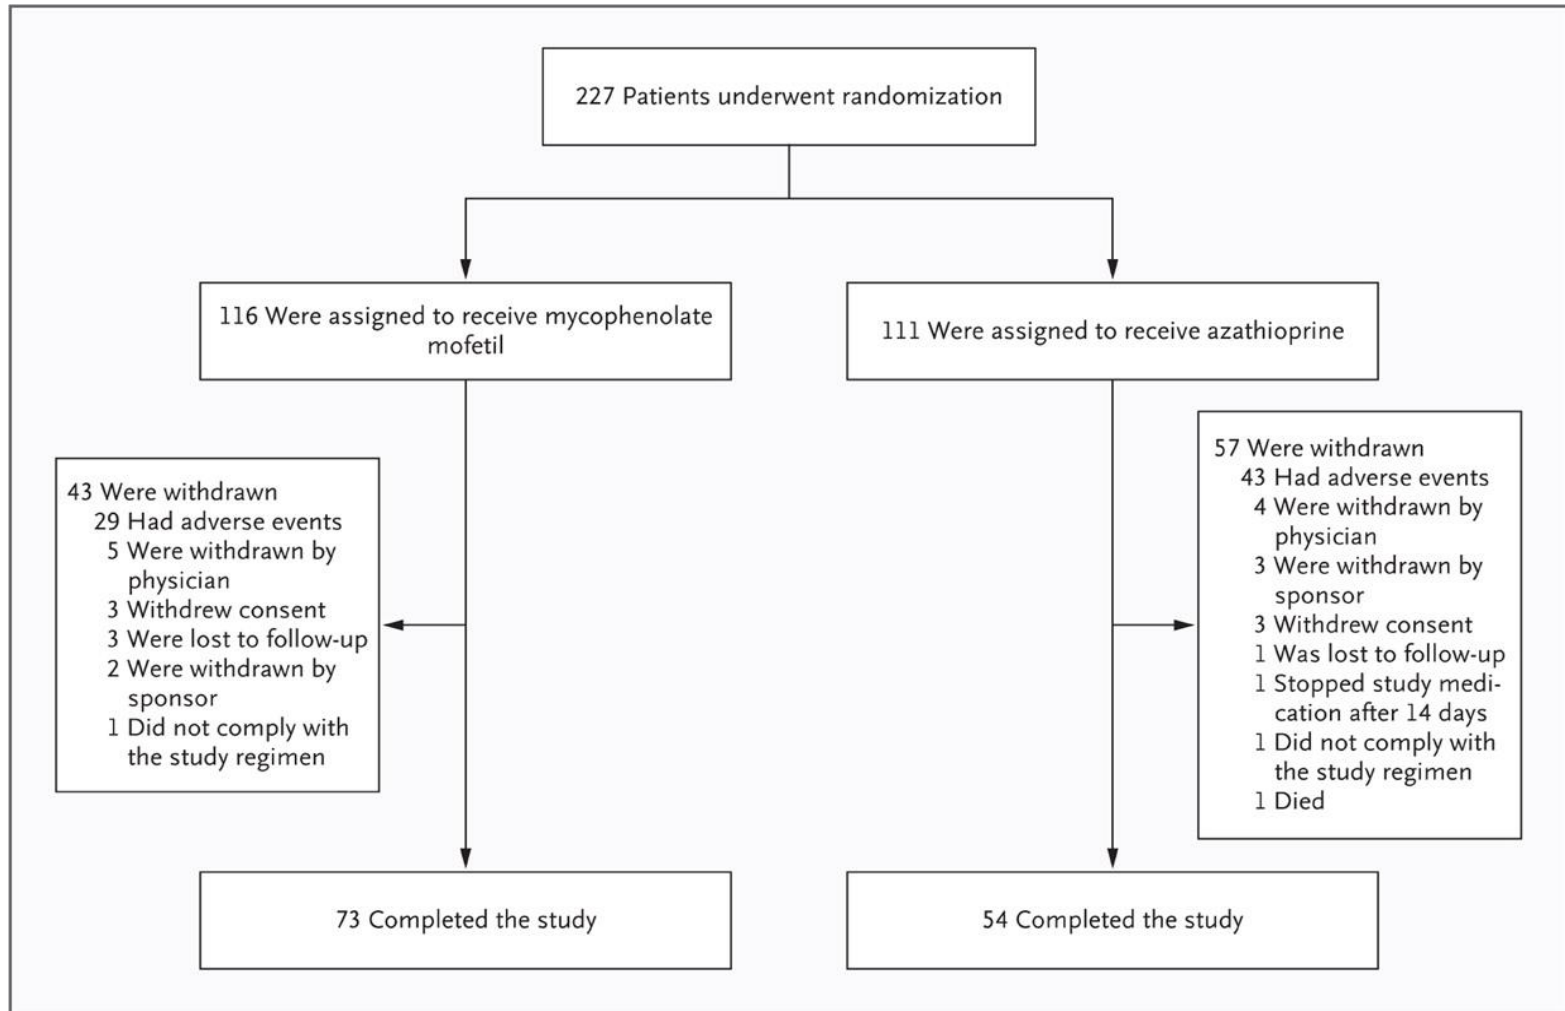 227 Patients underwent randomization
116 Were assigned to receive mycophenolate
mofetil
111 Were assigned to receive azathioprine
43 Were withdrawn
29 Had adverse events
5 Were withdrawn by
physician
3 Withdrew consent
3 Were lost to follow-up
2 Were withdrawn by
sponsor
1 Did not comply with
the study regimen
57 Were withdrawn
43 Had adverse events
4 Were withdrawn by
physician
3 Were withdrawn by
sponsor
3 Withdrew consent
1 Was lost to follow-up
1 Stopped study medi-
cation after 14 days
1 Did not comply with
the study regimen
1 Died
73 Completed the study
54 Completed the study